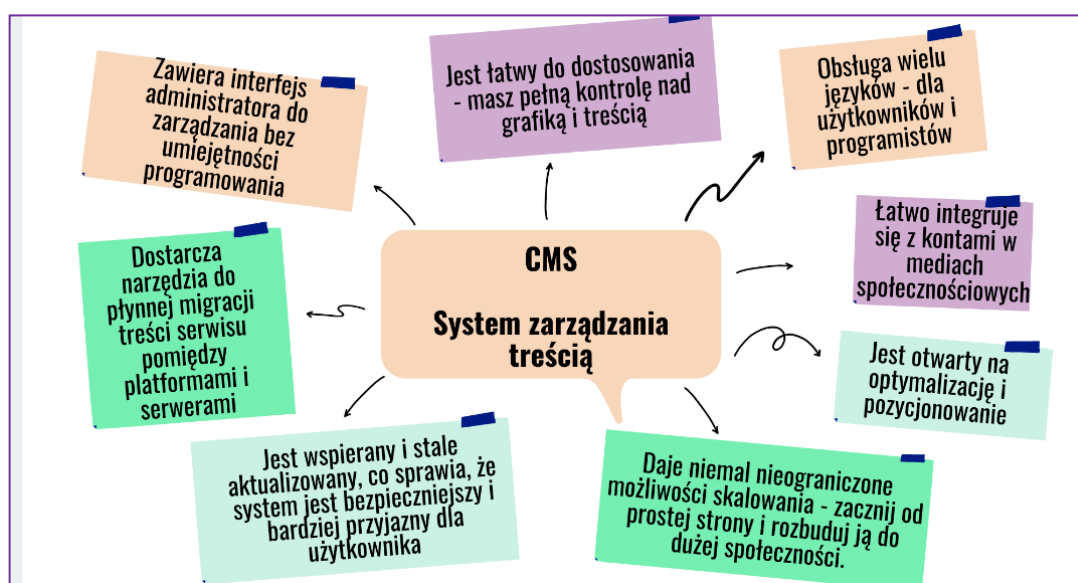 Zawiera interfejs
administratora do
zarządzania bez
umiejętności
programowania
Jest łatwy do dostosowania
- masz pełną kontrolę nad
grafiką i treścią
Obsługa wielu
języków - dla
użytkowników i
programistów
Łatwo integruje
się z kontami w
mediach
społecznościowych
Dostarcza
narzędzia do
płynnej migracji
treści serwisu
pomiędzy
platformami i
serwerami
CMS
System zarządzania
treścią
Jest otwarty na
optymalizację i
pozycjonowanie
Jest wspierany i stale
aktualizowany, co sprawia, że
system jest bezpieczniejszy i
bardziej przyjazny dla
użytkownika
Daje niemal nieograniczone
możliwości skalowania - zacznij od
prostej strony i rozbuduj ją do
dużej społeczności.